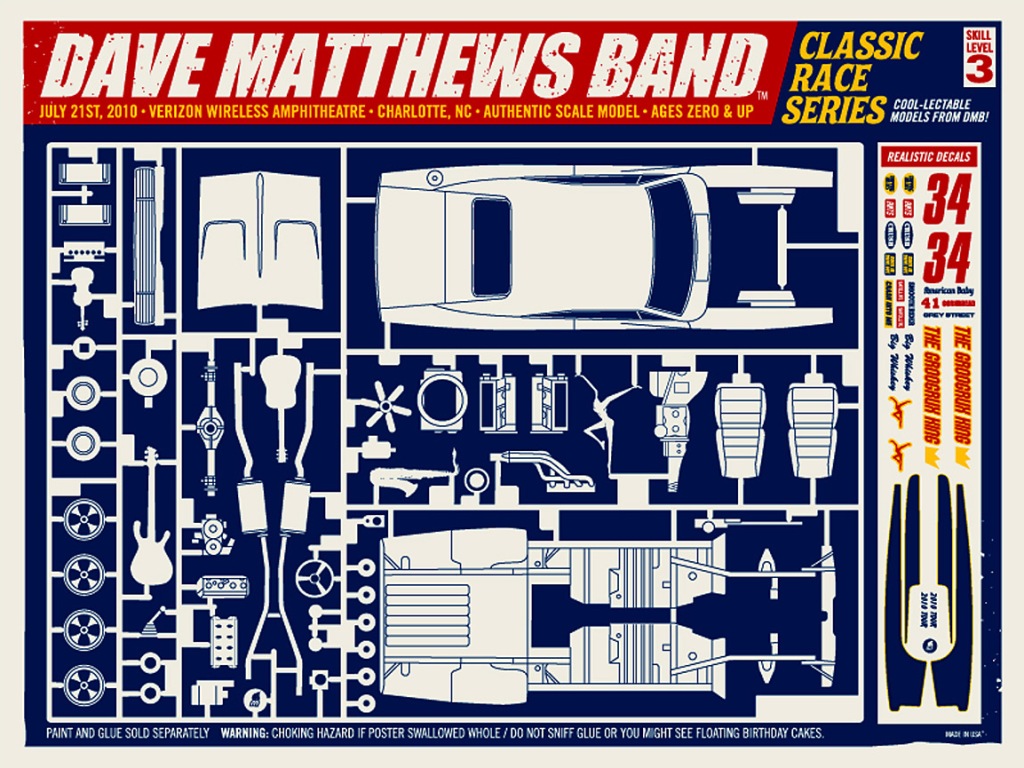 DAVE MATTHEWS BAND™
JULY 21ST, 2010 • VERIZON WIRELESS AMPHITHEATRE • CHARLOTTE, NC • AUTHENTIC SCALE MODEL • AGES ZERO & UP
CLASSIC
RACE
SERIES
COOL-LECTABLE
MODELS FROM DMB!
SKILL
LEVEL
3
REALISTIC DECALS
34
34
American Baby
41
GREY STREET
Big Whiskey
Big Whiskey
THE GROOGRUX KING
THE GROOGRUX KING
2010 TOUR
2010 TOUR
PAINT AND GLUE SOLD SEPARATELY WARNING: CHOKING HAZARD IF POSTER SWALLOWED WHOLE / DO NOT SNIFF GLUE OR YOU MIGHT SEE FLOATING BIRTHDAY CAKES.
MADE IN USA